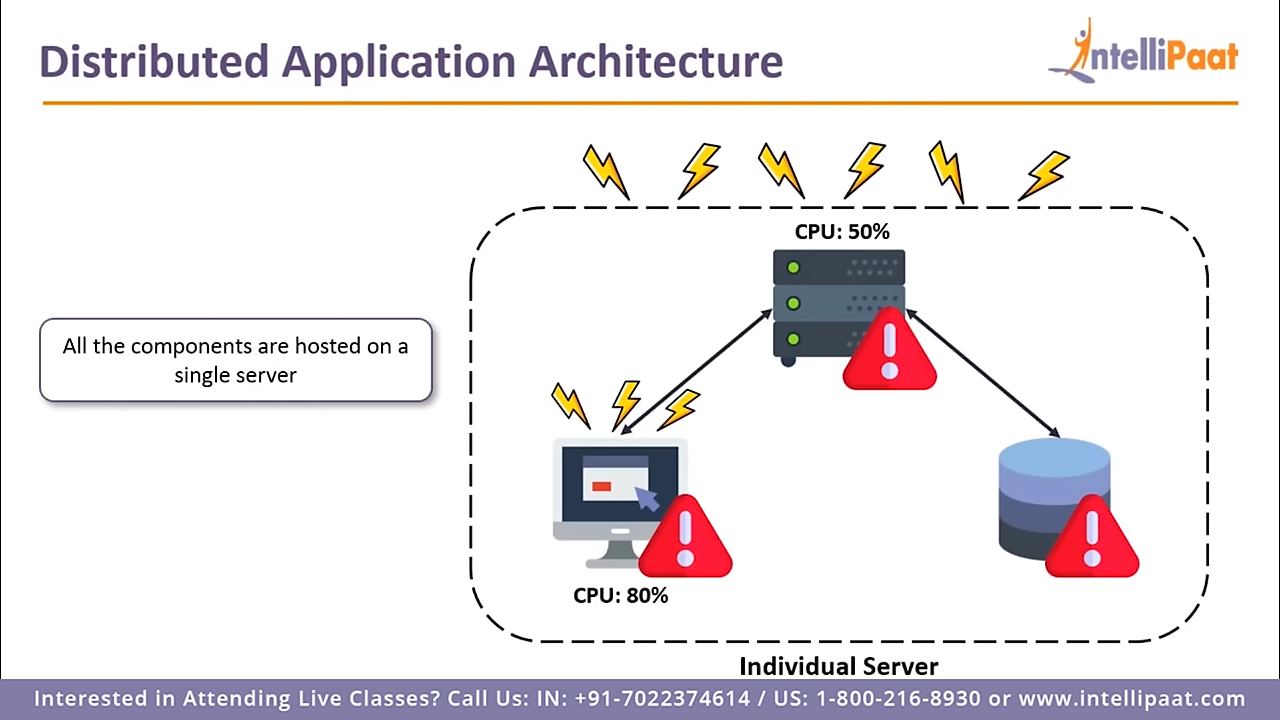 Distributed Application Architecture
IntelliPaat
CPU: 50%
All the components are hosted on a
single server
CPU: 80%
Individual Server
Interested in Attending Live Classes? Call Us: IN: +91-7022374614 / US: 1-800-216-8930 or www.intellipaat.com